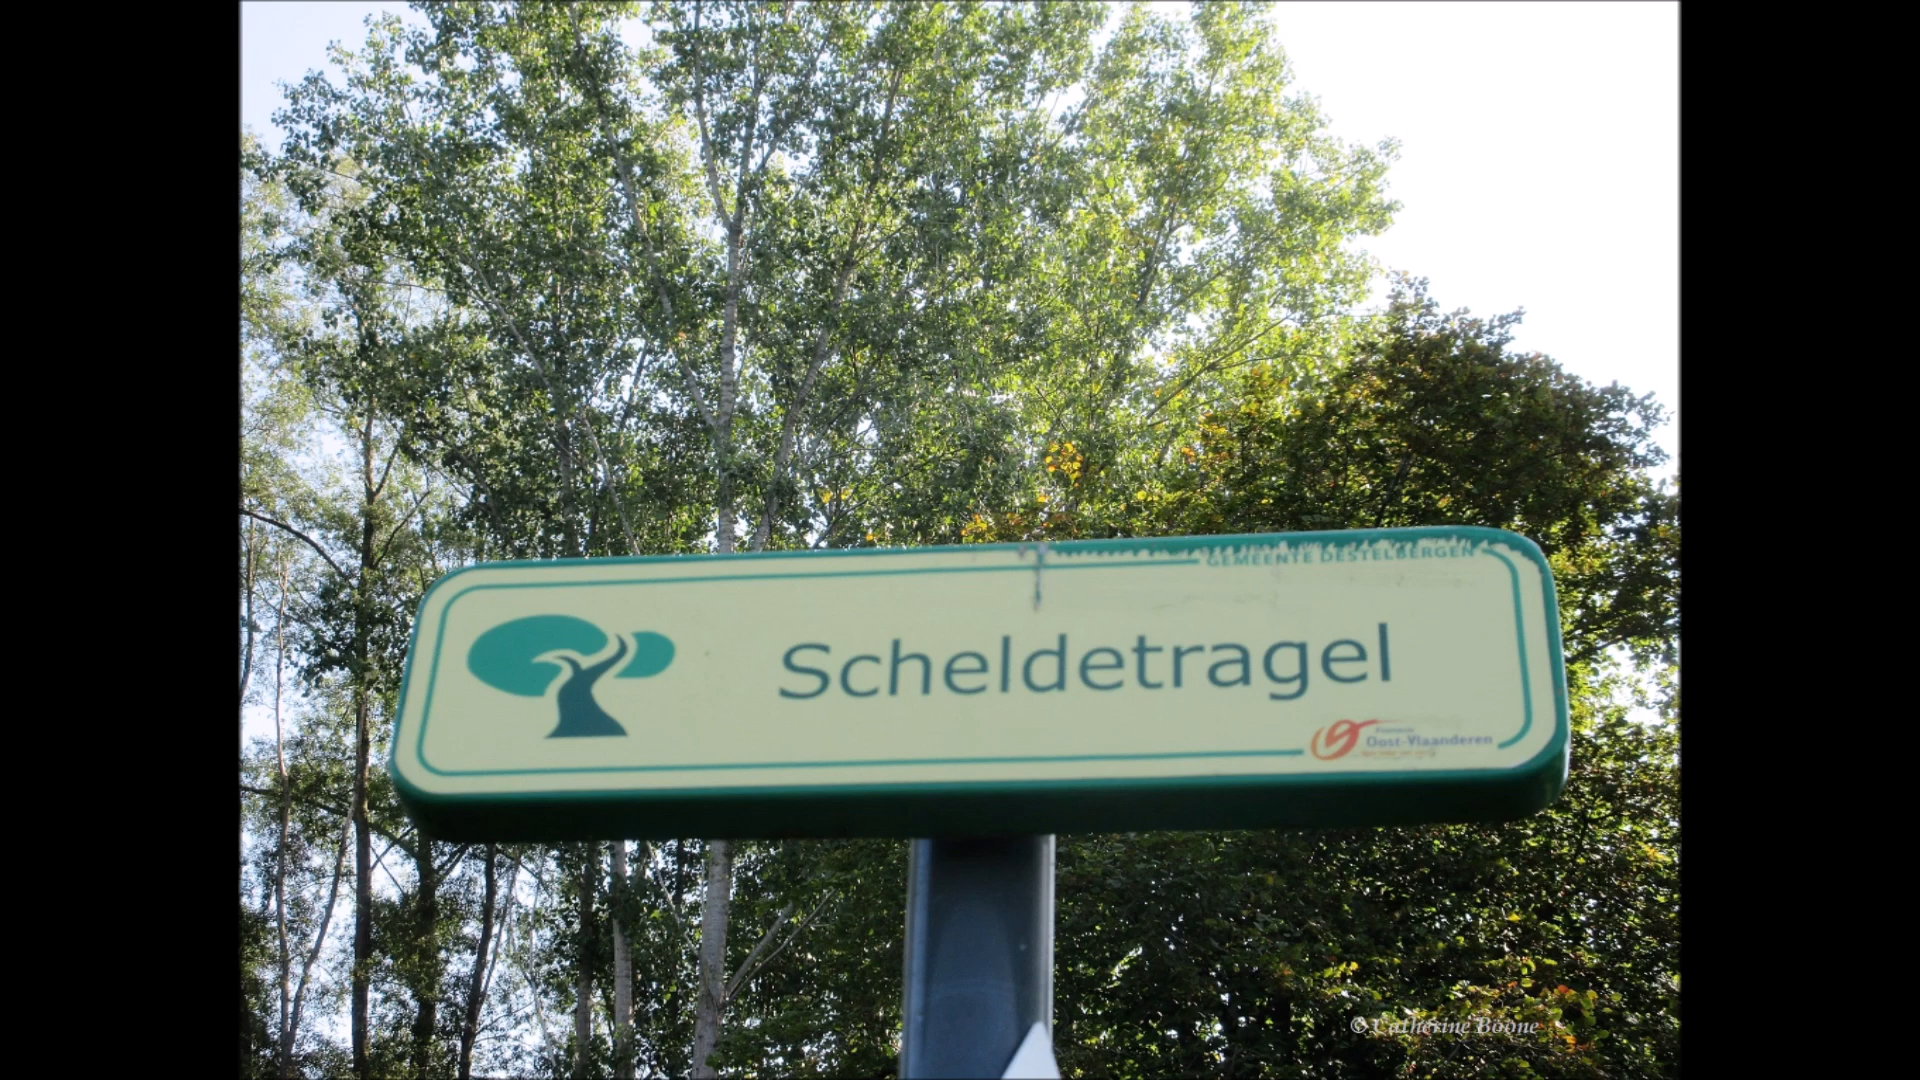 GEMEENTE DESTELBERGEN
Scheldetragel
Oost-Vlaanderen
© Catherine Boone